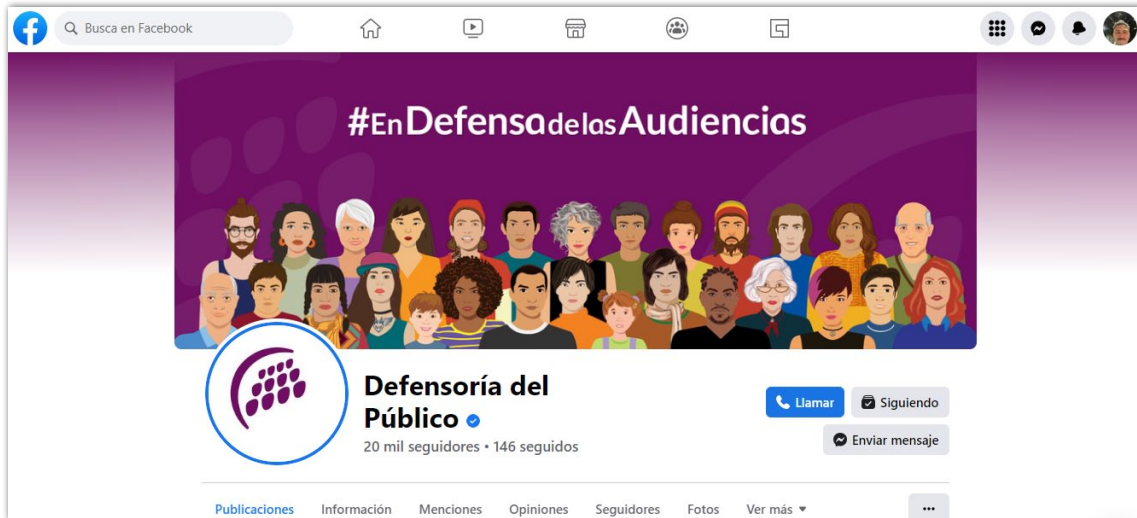 Busca en Facebook
#EnDefensadelasAudiencias
Defensoría del
Público
20 mil seguidores • 146 seguidos
Llamar
Siguiendo
Enviar mensaje
Publicaciones Información Menciones Opiniones Seguidores Fotos Ver más